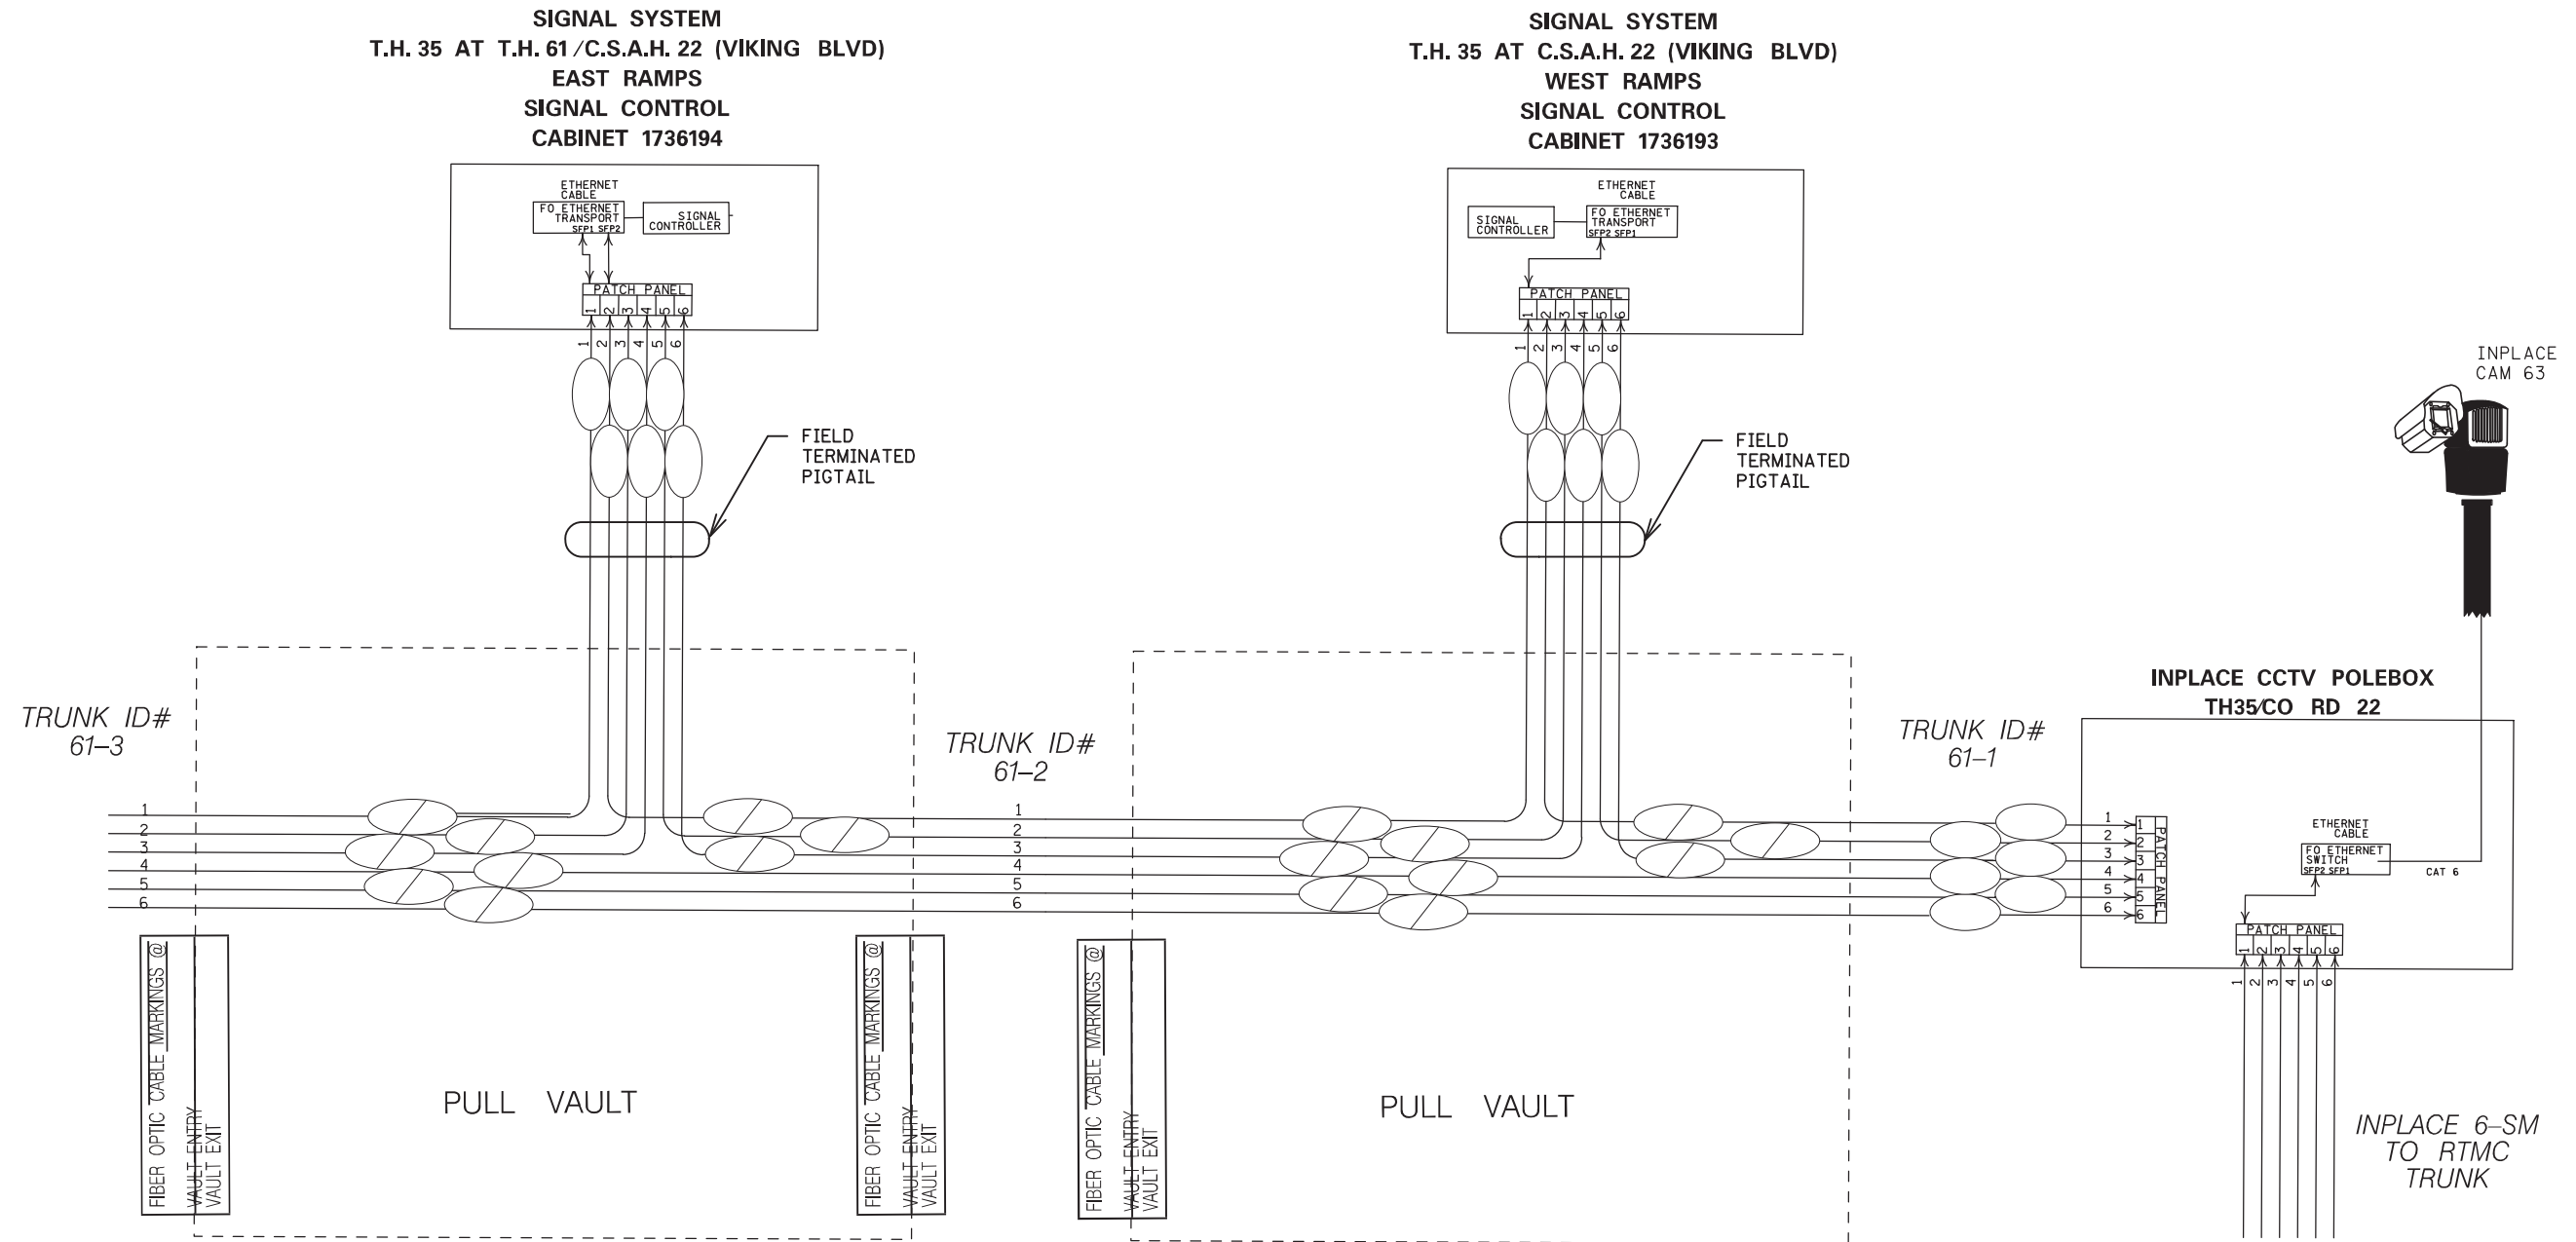 SIGNAL SYSTEM
T.H. 35 AT T.H. 61/C.S.A.H. 22 (VIKING BLVD)
EAST RAMPS
SIGNAL CONTROL
CABINET 1736194
ETHERNET
CABLE
FO ETHERNET
TRANSPORT
SFP1 SFP2
SIGNAL
CONTROLLER
PATCH PANEL
1 2 3 4 5 6
1 2 3 4 5 6
FIELD
TERMINATED
PIGTAIL
SIGNAL SYSTEM
T.H. 35 AT C.S.A.H. 22 (VIKING BLVD)
WEST RAMPS
SIGNAL CONTROL
CABINET 1736193
ETHERNET
CABLE
SIGNAL
CONTROLLER
FO ETHERNET
TRANSPORT
SFP2 SFP1
PATCH PANEL
1 2 3 4 5 6
1 2 3 4 5 6
FIELD
TERMINATED
PIGTAIL
INPLACE
CAM 63
TRUNK ID#
61-3
1
2
3
4
5
6
TRUNK ID#
61-2
1
2
3
4
5
6
TRUNK ID#
61-1
1
2
3
4
5
6
INPLACE CCTV POLEBOX
TH35/CO RD 22
1
2
3
4
5
6
PATCH PANEL
ETHERNET
CABLE
FO ETHERNET
SWITCH
SFP2 SFP1
CAT 6
PATCH PANEL
1 2 3 4 5 6
1 2 3 4 5 6
FIBER OPTIC CABLE MARKINGS @
VAULT ENTRY
VAULT EXIT
PULL VAULT
FIBER OPTIC CABLE MARKINGS @
VAULT ENTRY
VAULT EXIT
FIBER OPTIC CABLE MARKINGS @
VAULT ENTRY
VAULT EXIT
PULL VAULT
INPLACE 6-SM
TO RTMC
TRUNK